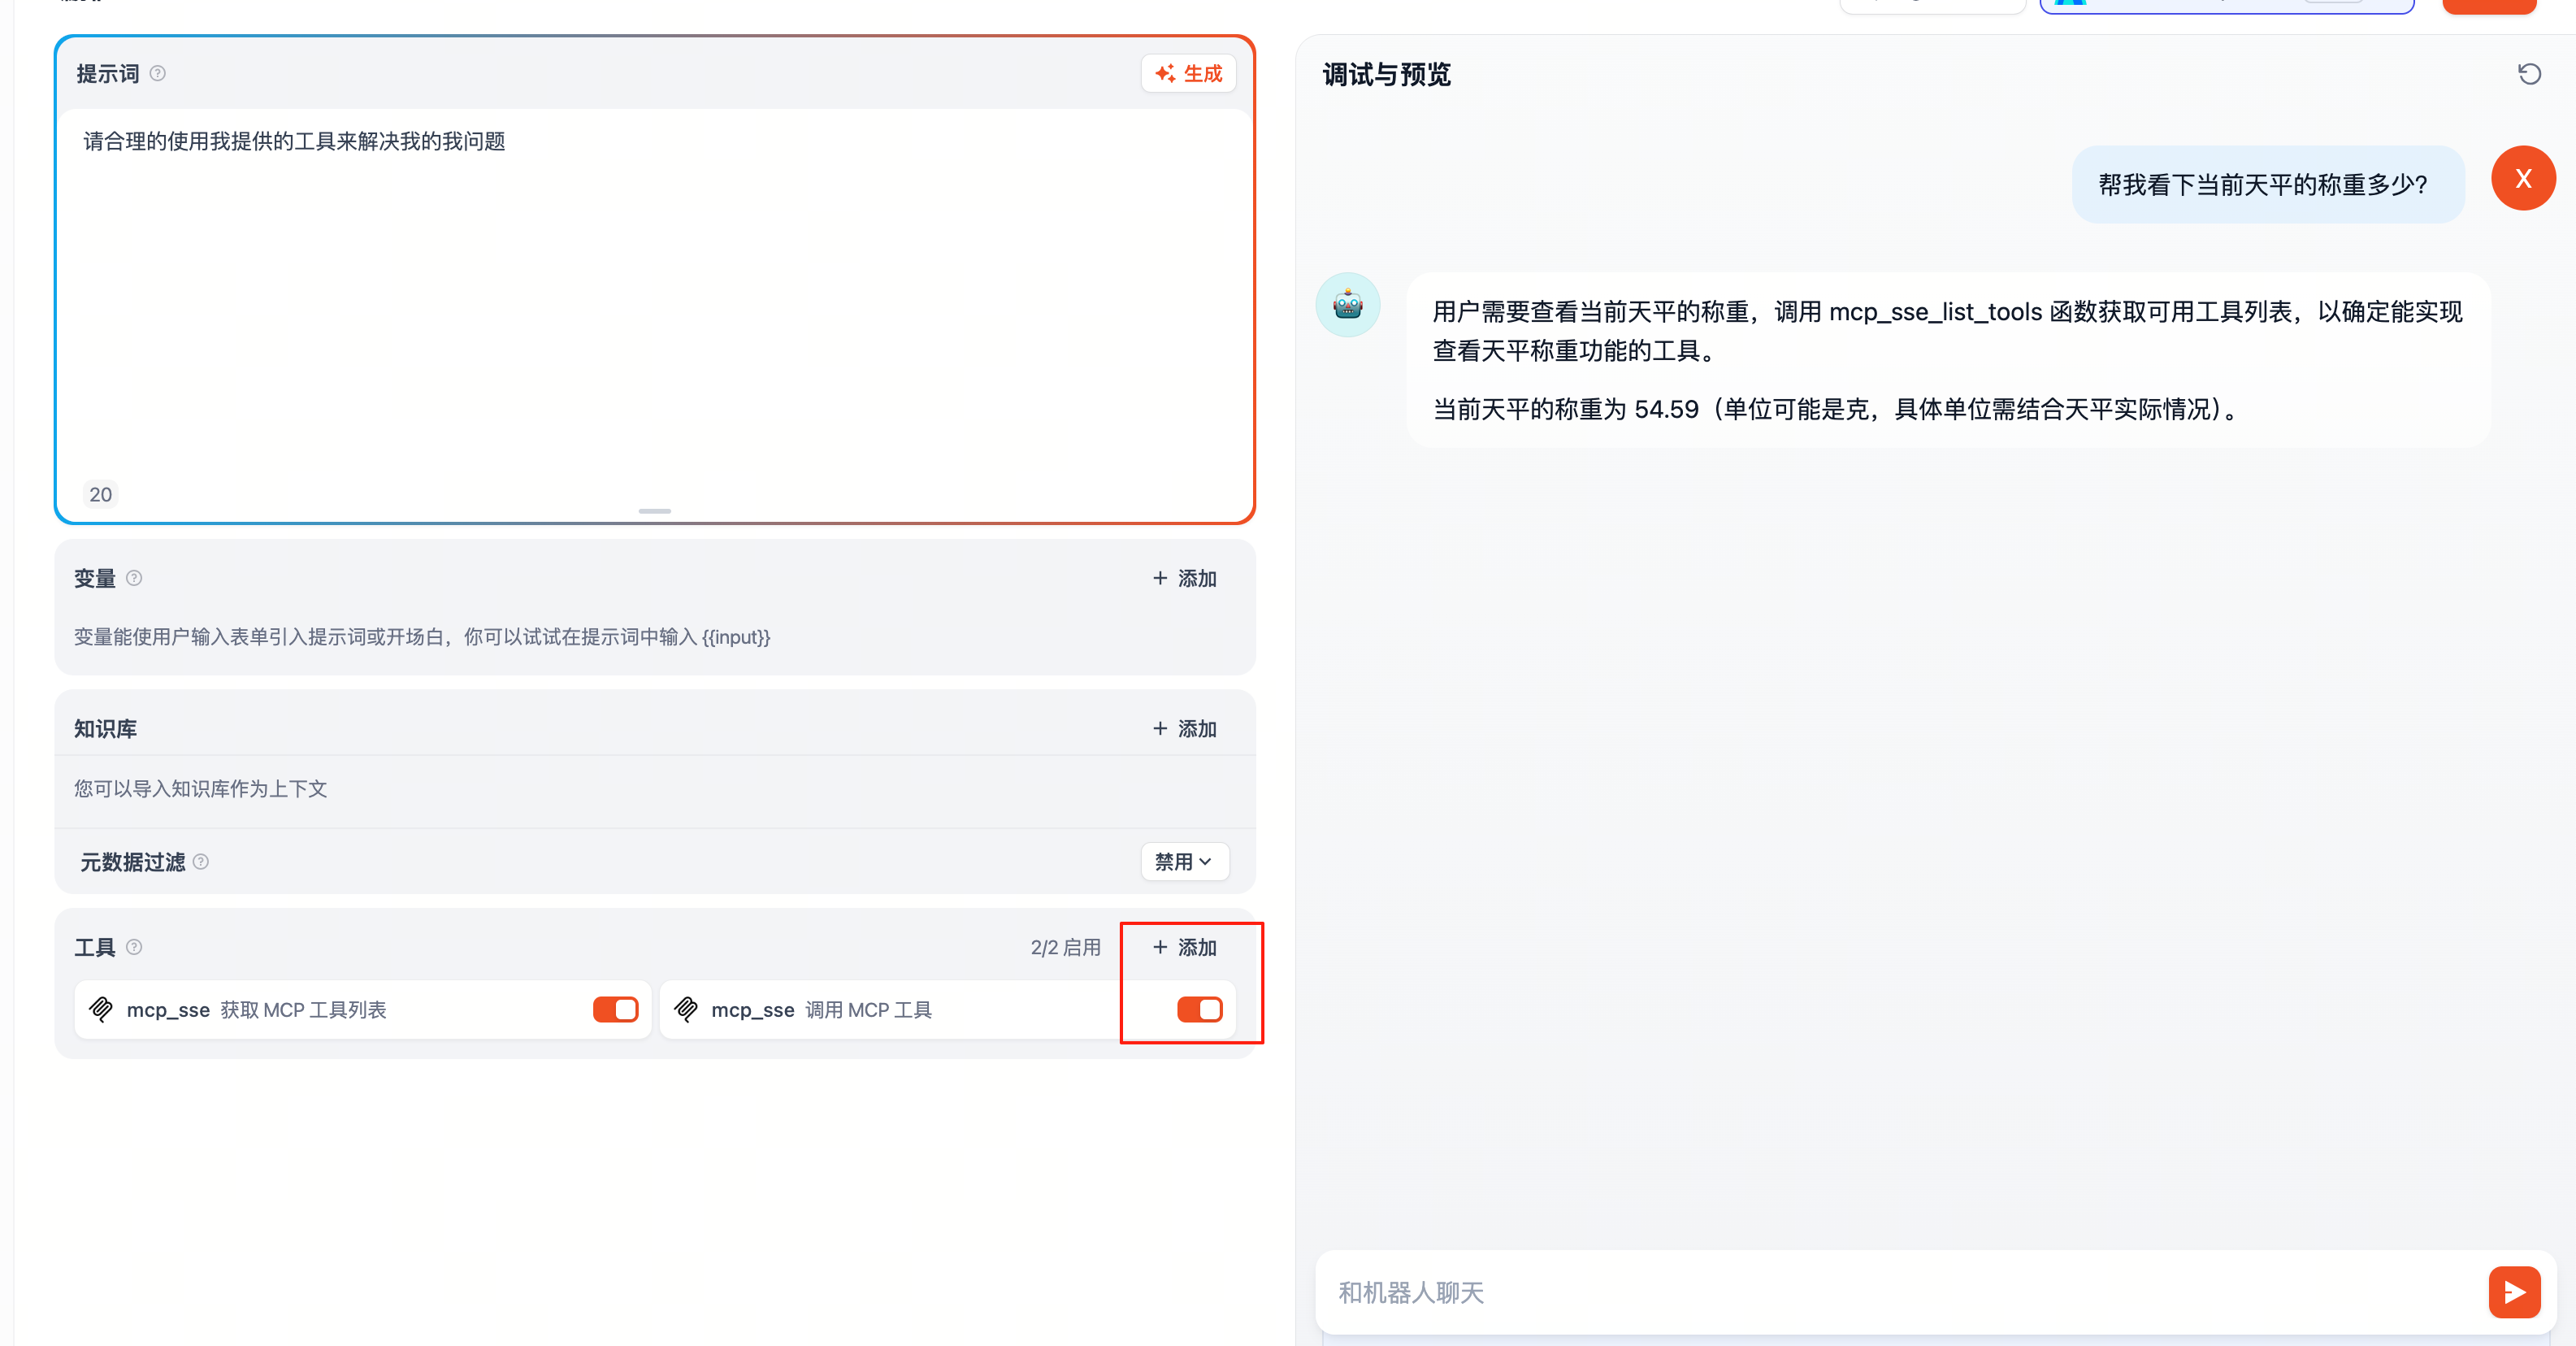 提示词
生成
请合理的使用我提供的工具来解决我的我问题
20
变量
+ 添加
变量能使用户输入表单引入提示词或开场白，你可以试试在提示词中输入 {{input}}
知识库
+ 添加
您可以导入知识库作为上下文
元数据过滤
禁用
工具
2/2 启用
+ 添加
mcp_sse 获取 MCP 工具列表
mcp_sse 调用 MCP 工具
调试与预览
帮我看下当前天平的称重多少?
X
用户需要查看当前天平的称重，调用 mcp_sse_list_tools 函数获取可用工具列表，以确定能实现
查看天平称重功能的工具。
当前天平的称重为 54.59（单位可能是克，具体单位需结合天平实际情况）。
和机器人聊天